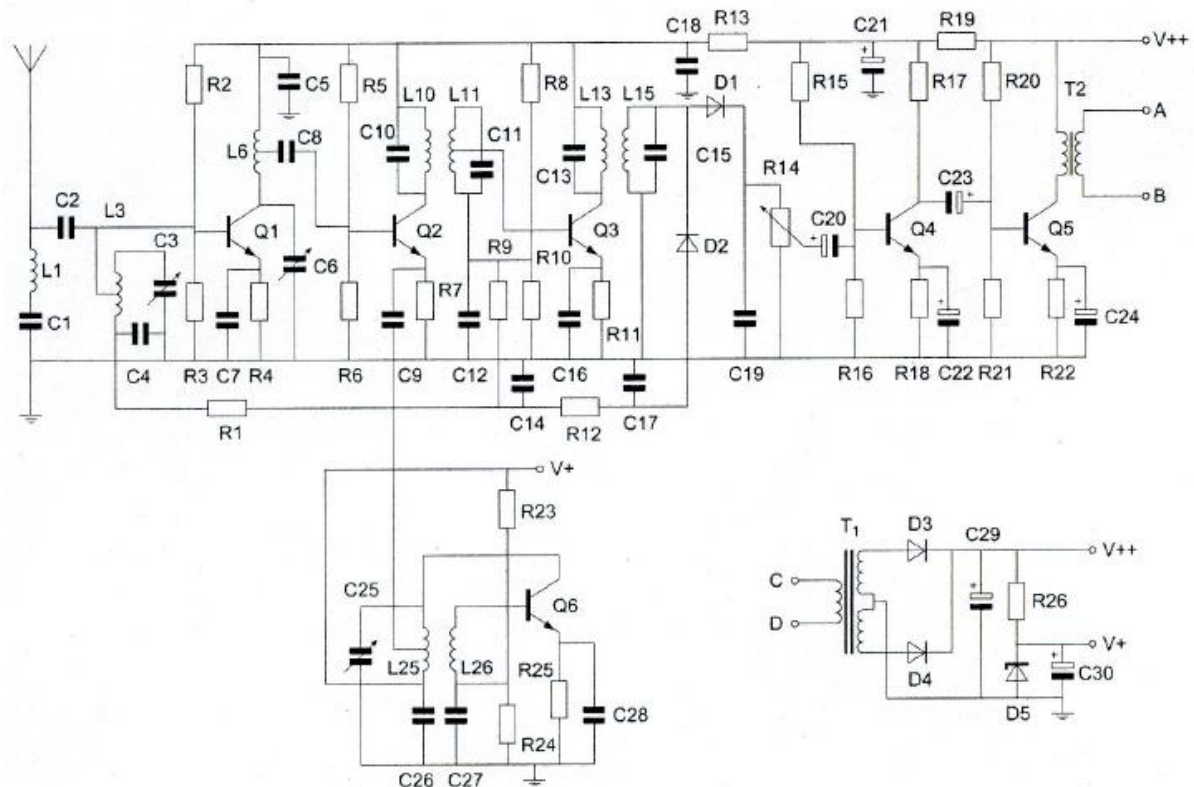 C18 R13 C21 R19
V++
R2 C5 R5 L10 L11 R8 L13 L15 D1 R15 R17 R20 T2
C8 C10 C11 A
L6 C15
C13 R14
C2 L3 C23 B
C3 Q1 Q2 R9 Q3 D2 C20 Q4 Q5
L1 C6 R7 R10
C1 R11 C24
C4 R3 C7 R4 R6 C9 C12 C16 C19 R16 R18 C22 R21 R22
R1 C14 R12 C17
V+
R23
T1 D3 C29 V++
C25 Q6 C R26
L25 L26 R25 D V+
D4 C30
R24 C28 D5
C26 C27